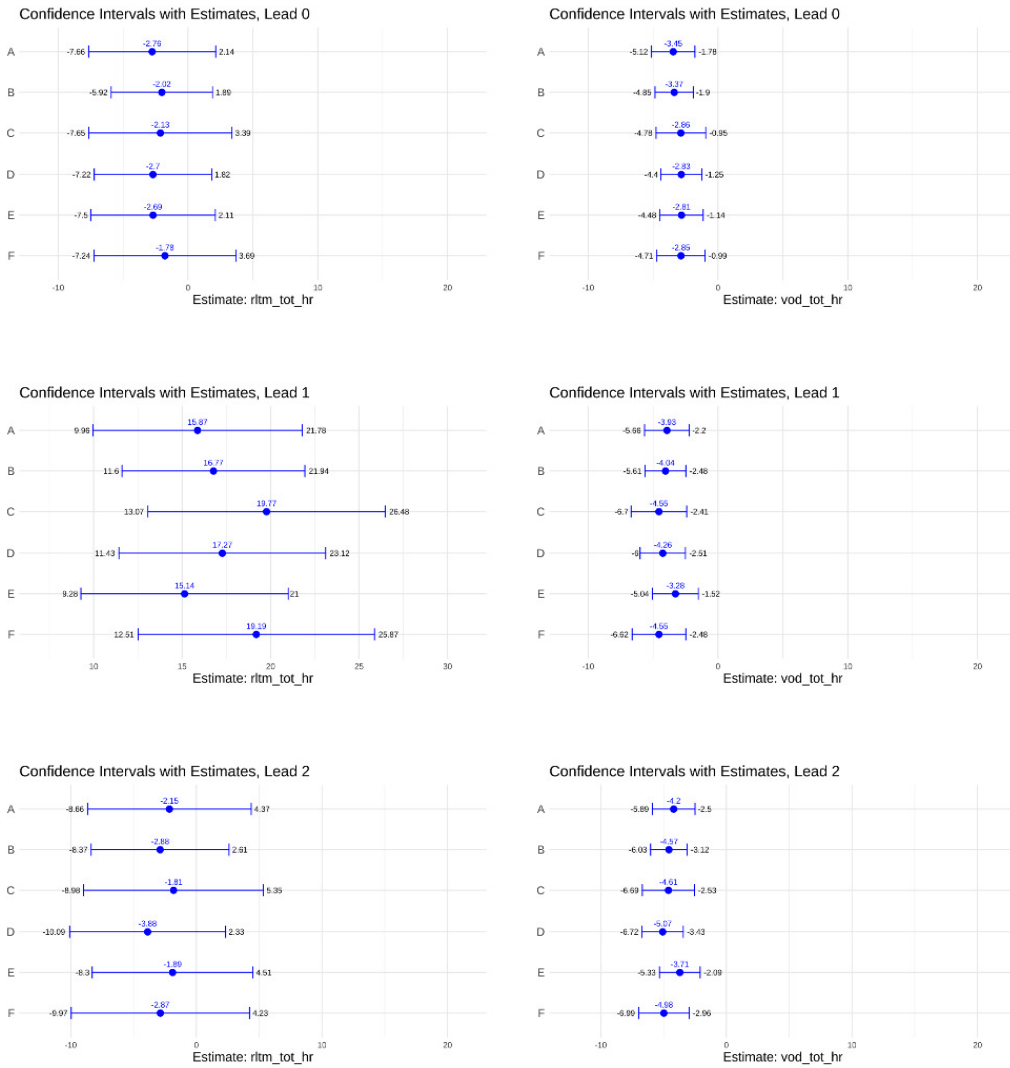 Confidence Intervals with Estimates, Lead 0
A -7.66 -2.76 2.14
B -5.92 -2.02 1.89
C -7.65 -2.13 3.39
D -7.22 -2.7 1.82
E -7.5 -2.69 2.11
F -7.24 -1.78 3.69
-10 0 10 20
Estimate: rltm_tot_hr
Confidence Intervals with Estimates, Lead 0
A -5.12 -3.45 -1.78
B -4.85 -3.37 -1.9
C -4.78 -2.86 -0.95
D -4.4 -2.83 -1.25
E -4.48 -2.81 -1.14
F -4.71 -2.85 -0.99
-10 0 10 20
Estimate: vod_tot_hr
Confidence Intervals with Estimates, Lead 1
A 9.96 15.87 21.78
B 11.6 16.77 21.94
C 13.07 19.77 26.48
D 11.43 17.27 23.12
E 9.28 15.14 21
F 12.51 19.19 25.87
10 15 20 25 30
Estimate: rltm_tot_hr
Confidence Intervals with Estimates, Lead 1
A -5.66 -3.93 -2.2
B -5.61 -4.04 -2.48
C -6.7 -4.55 -2.41
D -6 -4.26 -2.51
E -5.04 -3.28 -1.52
F -6.62 -4.55 -2.48
-10 0 10 20
Estimate: vod_tot_hr
Confidence Intervals with Estimates, Lead 2
A -8.66 -2.15 4.37
B -8.37 -2.88 2.61
C -8.98 -1.81 5.35
D -10.09 -3.88 2.33
E -8.3 -1.89 4.51
F -9.97 -2.87 4.23
-10 0 10 20
Estimate: rltm_tot_hr
Confidence Intervals with Estimates, Lead 2
A -5.89 -4.2 -2.5
B -6.03 -4.57 -3.12
C -6.69 -4.61 -2.53
D -6.72 -5.07 -3.43
E -5.33 -3.71 -2.09
F -6.99 -4.98 -2.96
-10 0 10 20
Estimate: vod_tot_hr